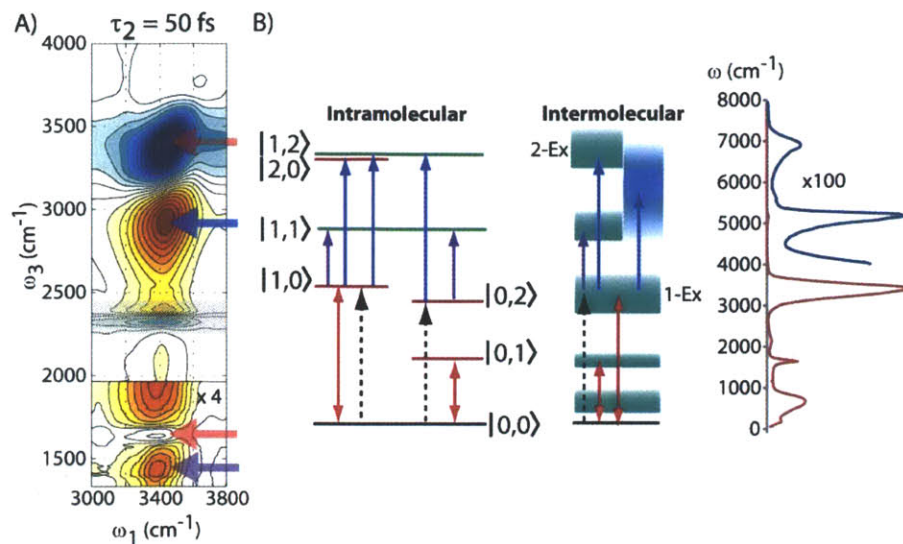 A)
τ₂ = 50 fs
4000
3500
3000
2500
2000
1500
ω₃ (cm⁻¹)
x 4
3000
3400
3800
ω₁ (cm⁻¹)
B)
Intramolecular
|1,2⟩
|2,0⟩
|1,1⟩
|1,0⟩
|0,2⟩
|0,1⟩
|0,0⟩
Intermolecular
2-Ex
1-Ex
ω (cm⁻¹)
8000
7000
6000
5000
4000
3000
2000
1000
0
x100